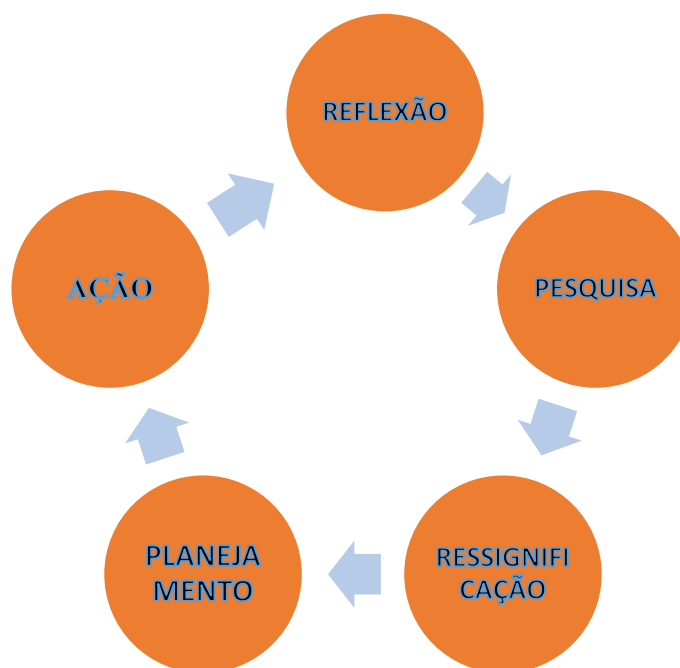 REFLEXÃO
PESQUISA
RESSIGNIFI
CAÇÃO
PLANEJA
MENTO
AÇÃO